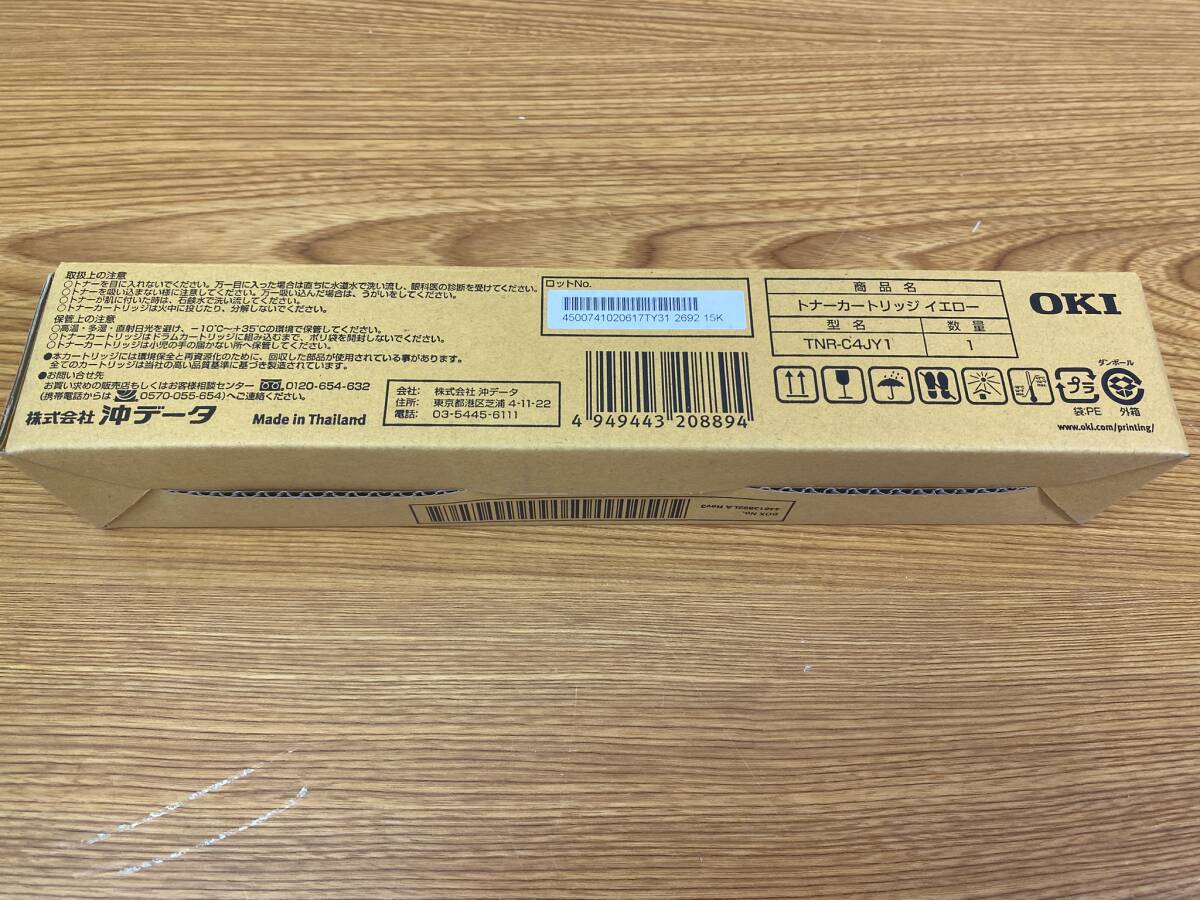 取扱上の注意
○トナーを目に入れないでください。万一目に入った場合は直ちに水道水で洗い流し、眼科医の診断を受けてください。
○トナーを吸い込まない様に注意してください。万一吸い込んだ場合は、うがいをしてください。
○トナーが肌に付いた時は、石鹸水で洗い流してください。
○トナーカートリッジは火中に投じたり、分解しないでください。
保管上の注意
○高温・多湿・直射日光を避け、-10℃〜+35℃の環境で保管してください。
○トナーカートリッジはドラムカートリッジに組み込むまで、ポリ袋を開封しないでください。
○トナーカートリッジは小児の手の届かない所へ保管してください。
●本カートリッジには環境保全と再資源化のために、回収した部品が使用されている事があります。
全てのカートリッジは当社の高い品質基準に基づき製造されています。
●お問い合せ先
お買い求めの販売店もしくはお客様相談センター 0120-654-632
(携帯電話からは 0570-055-654)へご連絡ください。
株式会社 沖データ
Made in Thailand
会社: 株式会社 沖データ
住所: 東京都港区芝浦 4-11-22
電話: 03-5445-6111
ロットNo.
4500741020617TY31 2692 15K
4 949443 208894
商品名
トナーカートリッジ イエロー
型名 数量
TNR-C4JY1 1
OKI
プラ
袋:PE
ダンボール
外箱
www.oki.com/printing/
BOX No.